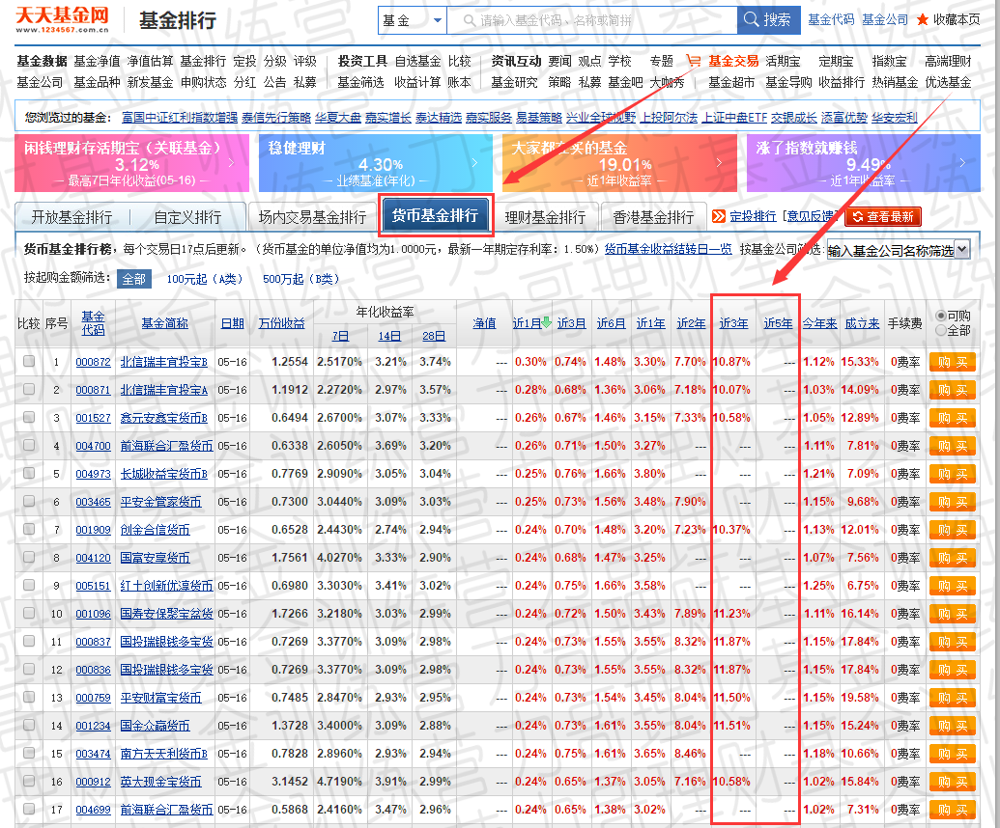 天天基金网
www.1234567.com.cn
基金排行
基 金 请输入基金代码、名称或简拼 搜索 基金代码 基金公司 收藏本页
基金数据 基金净值 净值估算 基金排行 定投 分级 评级 投资工具 自选基金 比较 资讯互动 要闻 观点 学校 专题 基金交易 活期宝 定期宝 指数宝 高端理财
基金公司 基金品种 新发基金 申购状态 分红 公告 私募 基金筛选 收益计算 账本 基金研究 策略 私募 基金吧 大咖秀 基金超市 基金导购 收益排行 热销基金 优选基金
您浏览过的基金: 富国中证红利指数增强 泰信先行策略 华夏大盘 嘉实增长 泰达精选 嘉实服务 易基策略 兴业全球视野 上投阿尔法 上证中盘ETF 交银成长 添富优势 华安宏利
闲钱理财存活期宝（关联基金） 稳健理财 大家都在买的基金 涨了指数就赚钱
3.12% 4.30% 19.01% 9.49%
最高7日年化收益(05-16) 业绩基准(年化) 近1年收益率 近1年收益率
开放基金排行 自定义排行 场内交易基金排行 货币基金排行 理财基金排行 香港基金排行 定投排行 [意见反馈] 查看最新
货币基金排行榜，每个交易日17点后更新。（货币基金的单位净值均为1.0000元，最新一年期定存利率：1.50%）货币基金收益结转日一览 按基金公司筛选: 输入基金公司名称筛选
按起购金额筛选: 全部 100元起（A类） 500万起（B类）
比较 序号 基金代码 基金简称 日期 万份收益 年化收益率 7日 14日 28日 净值 近1月 近3月 近6月 近1年 近2年 近3年 近5年 今年来 成立来 手续费 可购 全部
1 000872 北信瑞丰宜投宝B 05-16 1.2554 2.5170% 3.21% 3.74% --- 0.30% 0.74% 1.48% 3.30% 7.70% 10.87% --- 1.12% 15.33% 0费率 购 买
2 000871 北信瑞丰宜投宝A 05-16 1.1912 2.2720% 2.97% 3.57% --- 0.28% 0.68% 1.36% 3.06% 7.18% 10.07% --- 1.03% 14.09% 0费率 购 买
3 001527 鑫元安鑫宝货币B 05-16 0.6494 2.6700% 3.07% 3.33% --- 0.26% 0.67% 1.46% 3.15% 7.33% 10.58% --- 1.05% 12.89% 0费率 购 买
4 004700 前海联合汇盈货币 05-16 0.6338 2.6050% 3.69% 3.20% --- 0.26% 0.71% 1.50% 3.27% --- --- --- 1.11% 7.81% 0费率 购 买
5 004973 长城收益宝货币B 05-16 0.7769 2.9090% 3.05% 3.04% --- 0.25% 0.76% 1.66% 3.80% --- --- --- 1.21% 7.09% 0费率 购 买
6 003465 平安金管家货币 05-16 0.7300 3.0440% 3.09% 3.03% --- 0.25% 0.73% 1.56% 3.48% 7.90% --- --- 1.15% 9.68% 0费率 购 买
7 001909 创金合信货币 05-16 0.6528 2.4430% 2.74% 2.94% --- 0.24% 0.70% 1.48% 3.20% 7.23% 10.37% --- 1.13% 12.01% 0费率 购 买
8 004120 国富安享货币 05-16 1.7561 4.0270% 3.33% 2.90% --- 0.24% 0.68% 1.47% 3.25% --- --- --- 1.07% 7.56% 0费率 购 买
9 005151 红土创新优淳货币 05-16 0.6980 3.3030% 3.41% 3.02% --- 0.24% 0.75% 1.66% 3.58% --- --- --- 1.25% 6.75% 0费率 购 买
10 001096 国寿安保聚宝盆货 05-16 1.7266 3.2180% 3.03% 2.99% --- 0.24% 0.72% 1.50% 3.43% 7.89% 11.23% --- 1.11% 16.14% 0费率 购 买
11 000837 国投瑞银钱多宝货 05-16 0.7269 3.3770% 3.09% 2.98% --- 0.24% 0.73% 1.55% 3.55% 8.32% 11.87% --- 1.15% 17.84% 0费率 购 买
12 000836 国投瑞银钱多宝货 05-16 0.7269 3.3770% 3.09% 2.98% --- 0.24% 0.73% 1.55% 3.55% 8.32% 11.87% --- 1.15% 17.84% 0费率 购 买
13 000759 平安财富宝货币 05-16 0.7485 2.8470% 2.93% 2.95% --- 0.24% 0.73% 1.54% 3.45% 8.04% 11.50% --- 1.15% 19.58% 0费率 购 买
14 001234 国金众赢货币 05-16 1.3728 3.4000% 3.09% 2.88% --- 0.24% 0.73% 1.61% 3.55% 8.04% 11.51% --- 1.15% 15.24% 0费率 购 买
15 003474 南方天天利货币B 05-16 0.7828 2.8960% 2.93% 2.94% --- 0.24% 0.75% 1.61% 3.65% 8.46% --- --- 1.18% 10.66% 0费率 购 买
16 000912 英大现金宝货币 05-16 3.1452 4.7190% 3.91% 2.99% --- 0.24% 0.65% 1.37% 3.05% 7.16% 10.58% --- 1.02% 15.84% 0费率 购 买
17 004699 前海联合汇盈货币 05-16 0.5868 2.4160% 3.47% 2.96% --- 0.24% 0.65% 1.38% 3.02% --- --- --- 1.02% 7.31% 0费率 购 买